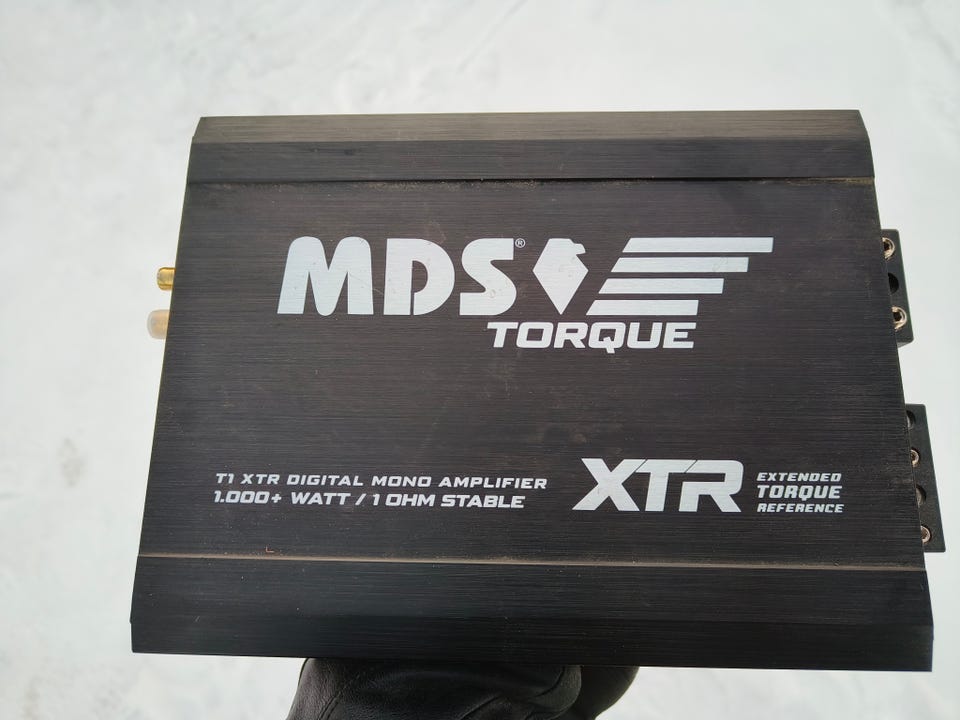 MDS®
TORQUE
T1 XTR DIGITAL MONO AMPLIFIER
1.000+ WATT / 1 OHM STABLE
XTR
EXTENDED
TORQUE
REFERENCE